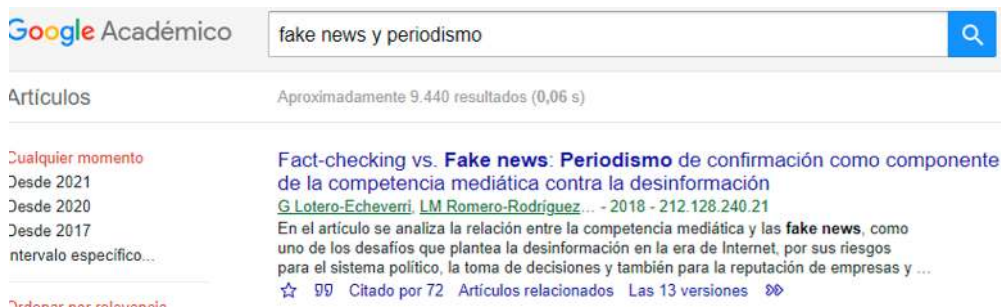 Google Académico
fake news y periodismo
Artículos
Aproximadamente 9.440 resultados (0,06 s)
Cualquier momento
Desde 2021
Desde 2020
Desde 2017
Intervalo específico...
Ordenar por relevancia
Fact-checking vs. Fake news: Periodismo de confirmación como componente
de la competencia mediática contra la desinformación
G Lotero-Echeverri, LM Romero-Rodríguez... - 2018 - 212.128.240.21
En el artículo se analiza la relación entre la competencia mediática y las fake news, como
uno de los desafíos que plantea la desinformación en la era de Internet, por sus riesgos
para el sistema político, la toma de decisiones y también para la reputación de empresas y ...
Citado por 72 Artículos relacionados Las 13 versiones